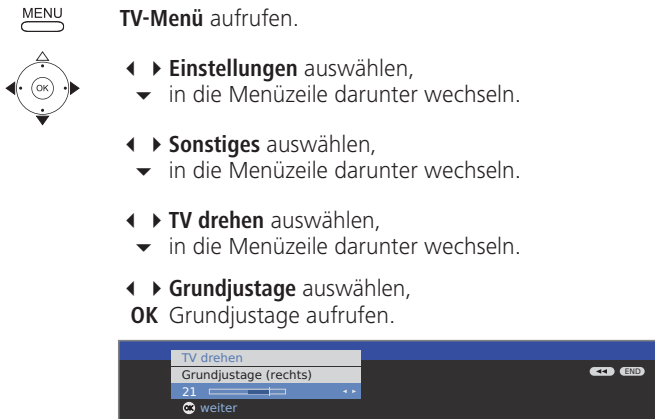 MENU TV-Menü aufrufen.
OK
Einstellungen auswählen,
in die Menüzeile darunter wechseln.
Sonstiges auswählen,
in die Menüzeile darunter wechseln.
TV drehen auswählen,
in die Menüzeile darunter wechseln.
Grundjustage auswählen,
OK Grundjustage aufrufen.
TV drehen
Grundjustage (rechts)
END
21
OK weiter